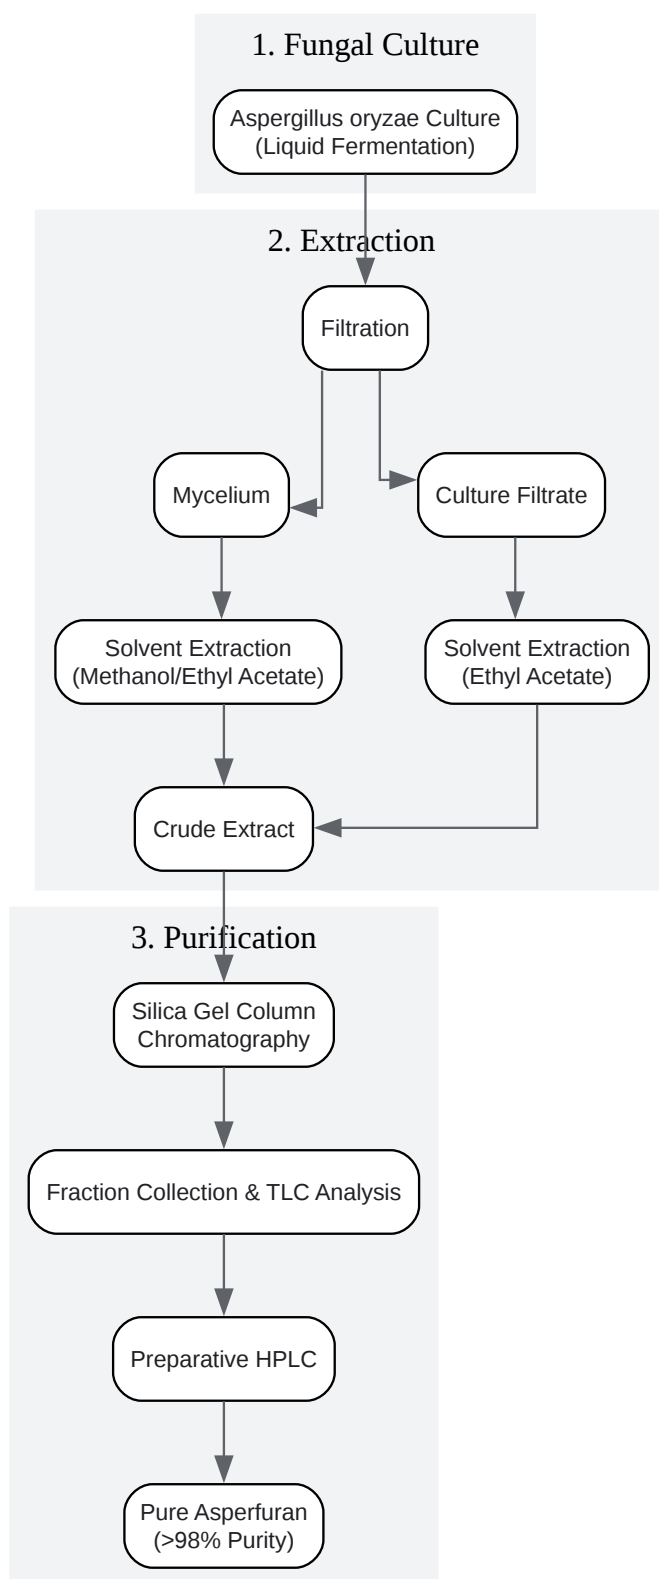 1. Fungal Culture
Aspergillus oryzae Culture
(Liquid Fermentation)
2. Extraction
Filtration
Mycelium
Culture Filtrate
Solvent Extraction
(Methanol/Ethyl Acetate)
Solvent Extraction
(Ethyl Acetate)
Crude Extract
3. Purification
Silica Gel Column
Chromatography
Fraction Collection & TLC Analysis
Preparative HPLC
Pure Asperfuran
(>98% Purity)